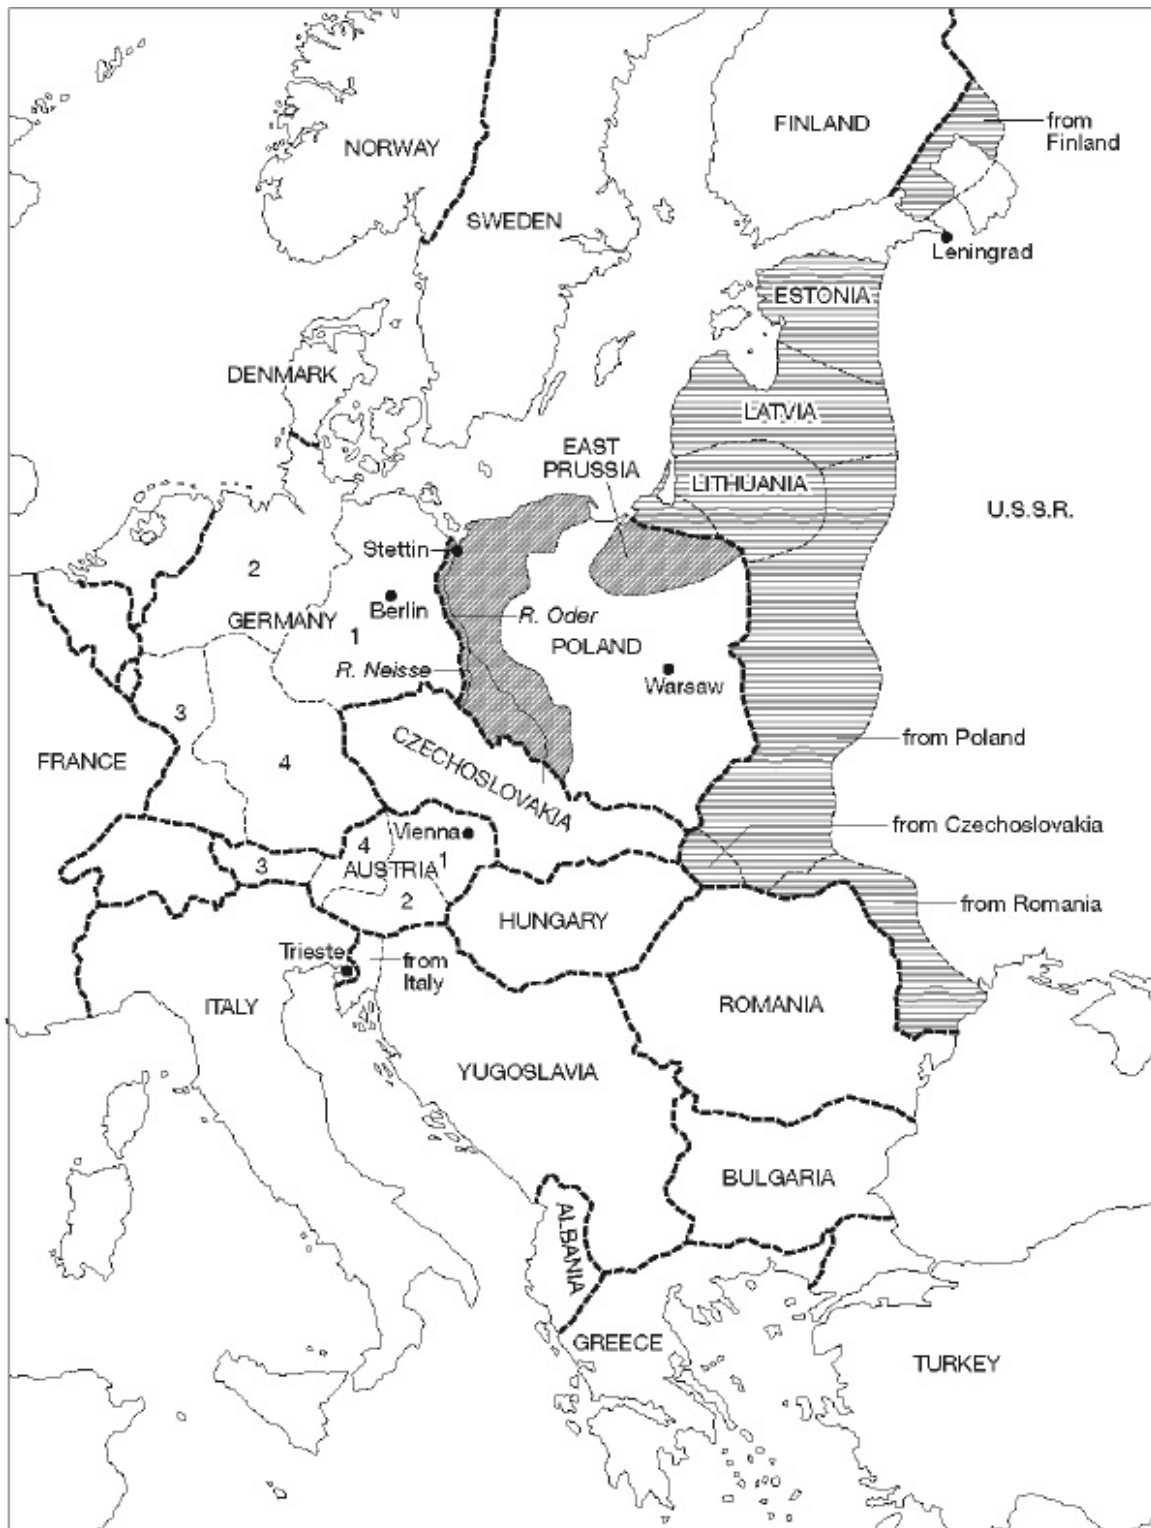 FINLAND
from
Finland
NORWAY
SWEDEN
Leningrad
ESTONIA
DENMARK
LATVIA
EAST
PRUSSIA
LITHUANIA
U.S.S.R.
Stettin
2
Berlin
R. Oder
GERMANY
1
POLAND
R. Neisse
Warsaw
3
from Poland
FRANCE
4
CZECHOSLOVAKIA
from Czechoslovakia
Vienna
4
3
AUSTRIA
1
2
from Romania
HUNGARY
Trieste
from
Italy
ITALY
ROMANIA
YUGOSLAVIA
BULGARIA
ALBANIA
GREECE
TURKEY